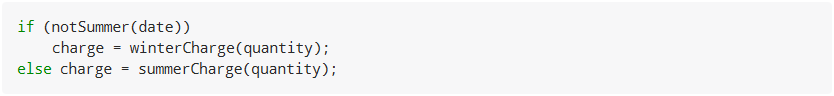 if (notSummer(date))
    charge = winterCharge(quantity);
else charge = summerCharge(quantity);